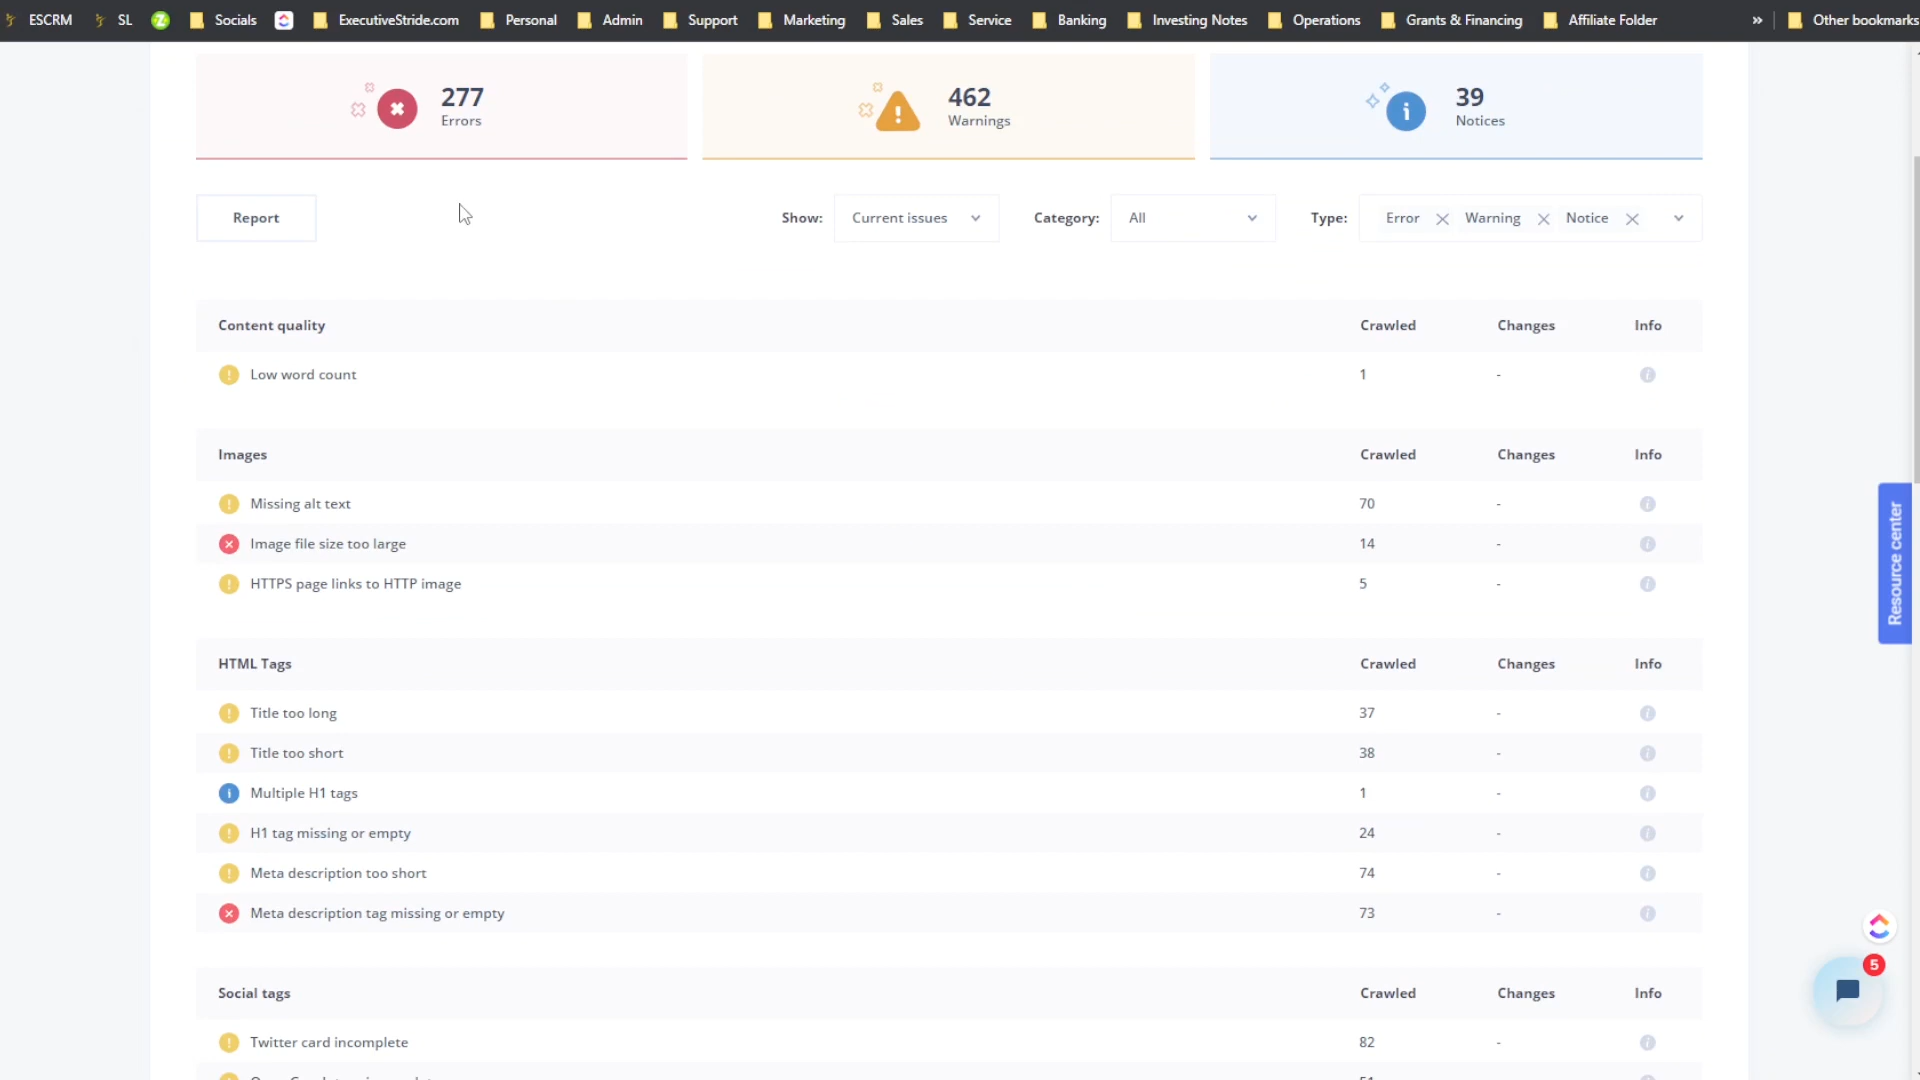 ESCRM SL Socials ExecutiveStride.com Personal Admin Support Marketing Sales Service Banking Investing Notes Operations Grants & Financing Affiliate Folder » Other bookmarks
277
Errors
462
Warnings
39
Notices
Report
Show: Current issues
Category: All
Type: Error Warning Notice
Content quality Crawled Changes Info
Low word count 1 -
Images Crawled Changes Info
Missing alt text 70 -
Image file size too large 14 -
HTTPS page links to HTTP image 5 -
Resource center
HTML Tags Crawled Changes Info
Title too long 37 -
Title too short 38 -
Multiple H1 tags 1 -
H1 tag missing or empty 24 -
Meta description too short 74 -
Meta description tag missing or empty 73 -
5
Social tags Crawled Changes Info
Twitter card incomplete 82 -